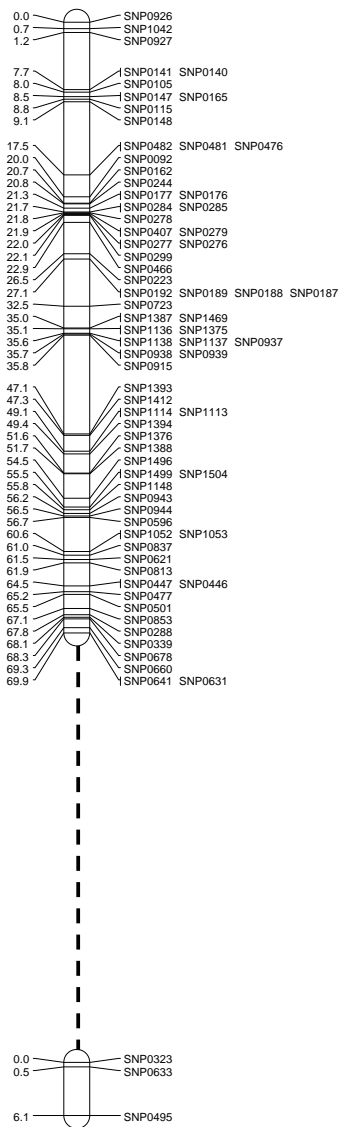 0.0 SNP0926
0.7 SNP1042
1.2 SNP0927
7.7 SNP0141 SNP0140
8.0 SNP0105
8.5 SNP0147 SNP0165
8.8 SNP0115
9.1 SNP0148
17.5 SNP0482 SNP0481 SNP0476
20.0 SNP0092
20.7 SNP0162
20.8 SNP0244
21.3 SNP0177 SNP0176
21.7 SNP0284 SNP0285
21.8 SNP0278
21.9 SNP0407 SNP0279
22.0 SNP0277 SNP0276
22.1 SNP0299
22.9 SNP0466
26.5 SNP0223
27.1 SNP0192 SNP0189 SNP0188 SNP0187
32.5 SNP0723
35.0 SNP1387 SNP1469
35.1 SNP1136 SNP1375
35.6 SNP1138 SNP1137 SNP0937
35.7 SNP0938 SNP0939
35.8 SNP0915
47.1 SNP1393
47.3 SNP1412
49.1 SNP1114 SNP1113
49.4 SNP1394
51.6 SNP1376
51.7 SNP1388
54.5 SNP1496
55.5 SNP1499 SNP1504
55.8 SNP1148
56.2 SNP0943
56.5 SNP0944
56.7 SNP0596
60.6 SNP1052 SNP1053
61.0 SNP0837
61.5 SNP0621
61.9 SNP0813
64.5 SNP0447 SNP0446
65.2 SNP0477
65.5 SNP0501
67.1 SNP0853
67.8 SNP0288
68.1 SNP0339
68.3 SNP0678
69.3 SNP0660
69.9 SNP0641 SNP0631
0.0 SNP0323
0.5 SNP0633
6.1 SNP0495